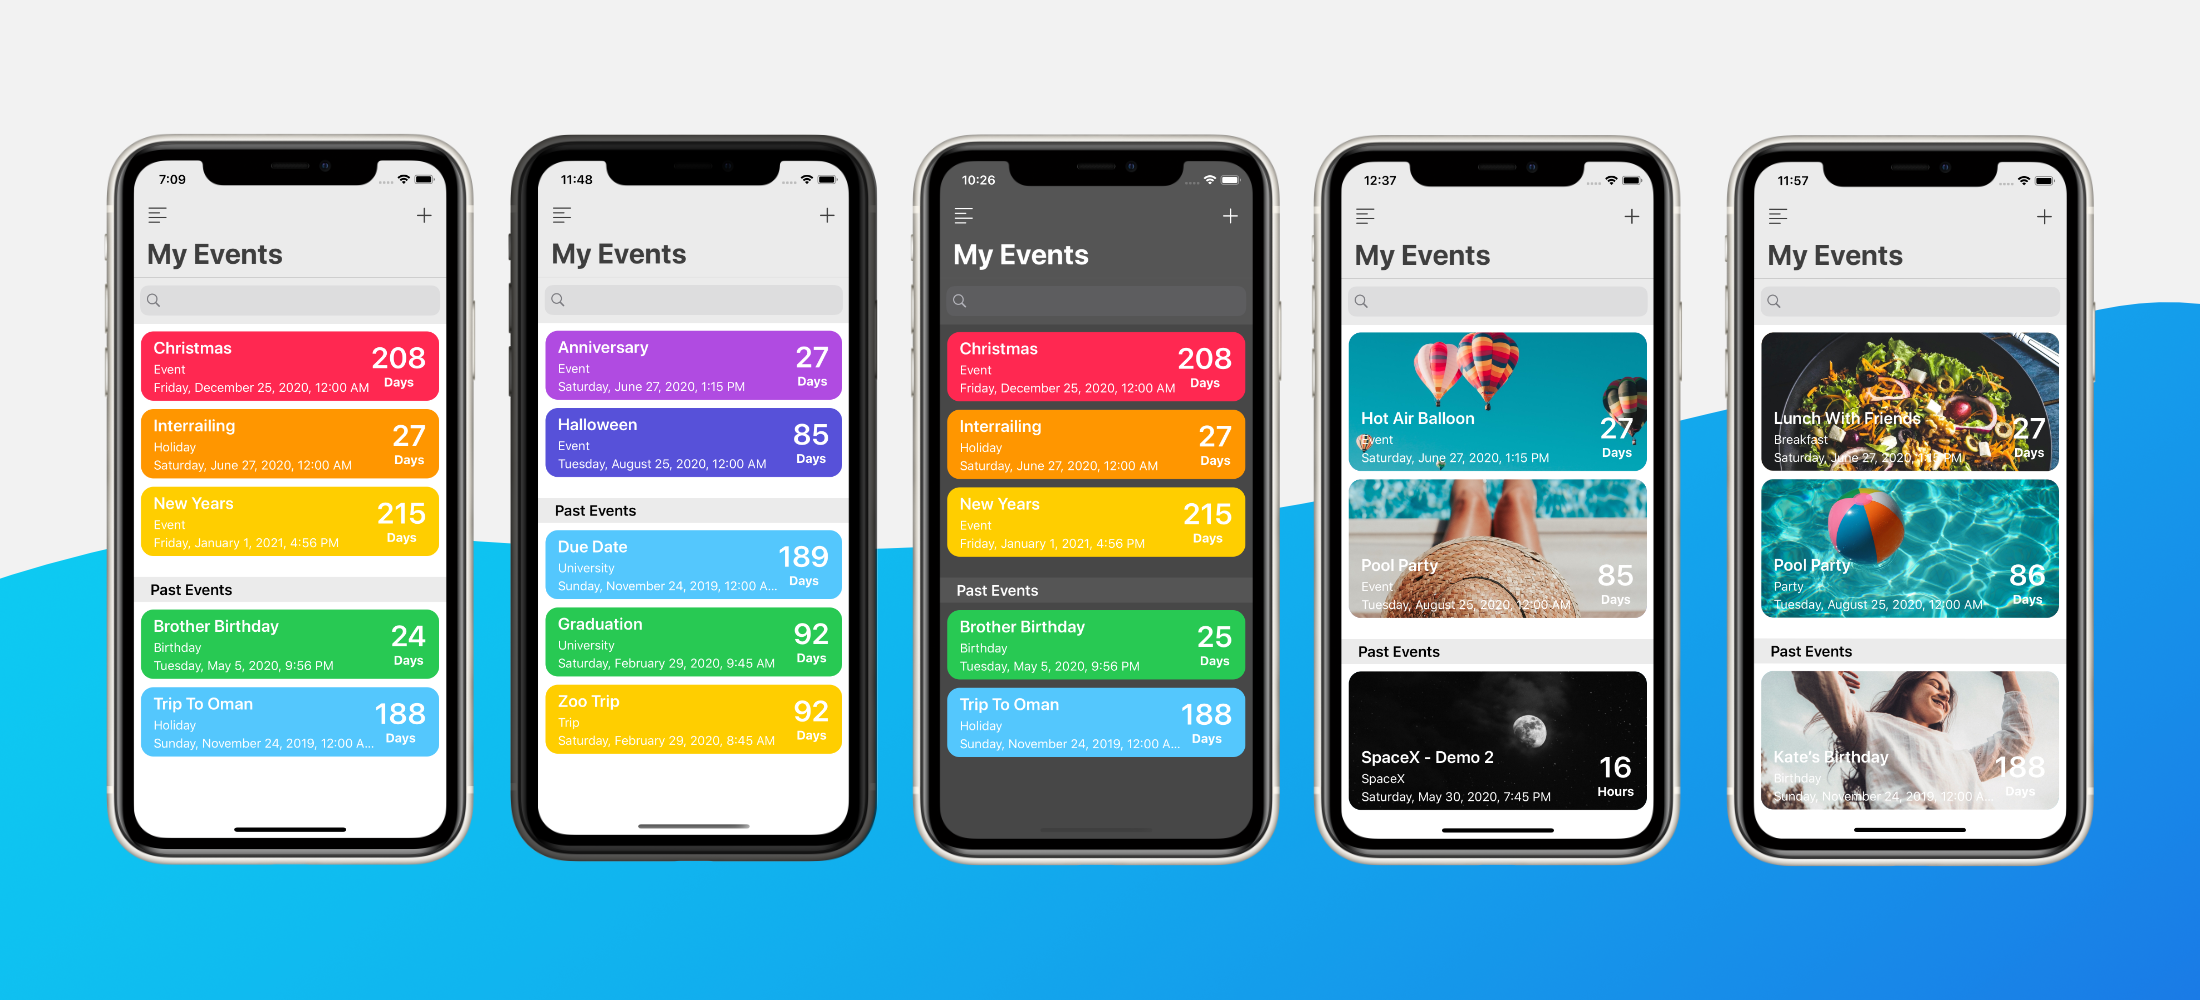 7:09
My Events
Christmas
Event
Friday, December 25, 2020, 12:00 AM
208
Days
Interrailing
Holiday
Saturday, June 27, 2020, 12:00 AM
27
Days
New Years
Event
Friday, January 1, 2021, 4:56 PM
215
Days
Past Events
Brother Birthday
Birthday
Tuesday, May 5, 2020, 9:56 PM
24
Days
Trip To Oman
Holiday
Sunday, November 24, 2019, 12:00 A...
188
Days
11:48
My Events
Anniversary
Event
Saturday, June 27, 2020, 1:15 PM
27
Days
Halloween
Event
Tuesday, August 25, 2020, 12:00 AM
85
Days
Past Events
Due Date
University
Sunday, November 24, 2019, 12:00 A...
189
Days
Graduation
University
Saturday, February 29, 2020, 9:45 AM
92
Days
Zoo Trip
Trip
Saturday, February 29, 2020, 8:45 AM
92
Days
10:26
My Events
Christmas
Event
Friday, December 25, 2020, 12:00 AM
208
Days
Interrailing
Holiday
Saturday, June 27, 2020, 12:00 AM
27
Days
New Years
Event
Friday, January 1, 2021, 4:56 PM
215
Days
Past Events
Brother Birthday
Birthday
Tuesday, May 5, 2020, 9:56 PM
25
Days
Trip To Oman
Holiday
Sunday, November 24, 2019, 12:00 A...
188
Days
12:37
My Events
Hot Air Balloon
Event
Saturday, June 27, 2020, 1:15 PM
27
Days
Pool Party
Event
Tuesday, August 25, 2020, 12:00 AM
85
Days
Past Events
SpaceX - Demo 2
SpaceX
Saturday, May 30, 2020, 7:45 PM
16
Hours
11:57
My Events
Lunch With Friends
Breakfast
Saturday, June 27, 2020, 1:15 PM
27
Days
Pool Party
Party
Tuesday, August 25, 2020, 12:00 AM
86
Days
Past Events
Kate's Birthday
Birthday
Sunday, November 24, 2019, 12:00 A...
188
Days